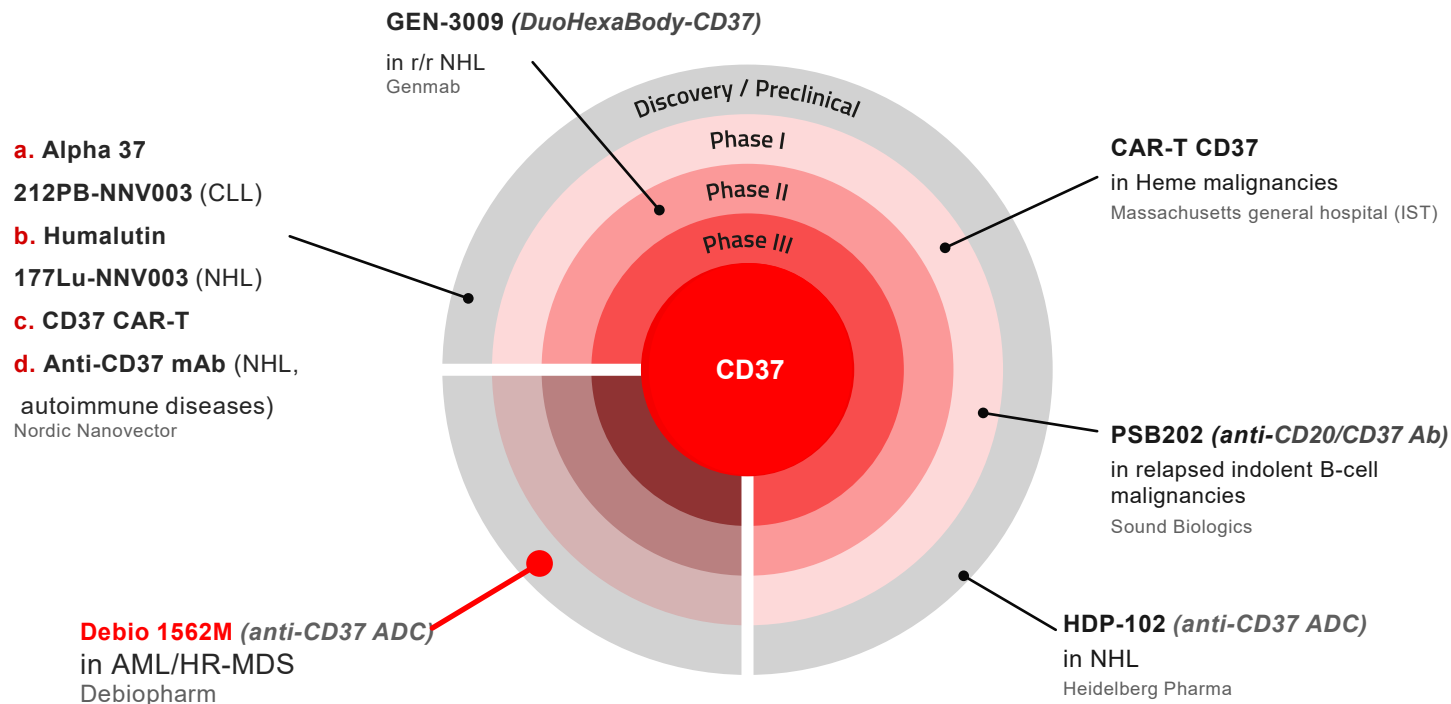 GEN-3009 (DuoHexaBody-CD37)
in r/r NHL
Genmab
Discovery / Preclinical
Phase I
Phase II
Phase III
CD37
a. Alpha 37
212PB-NNV003 (CLL)
b. Humalutin
177Lu-NNV003 (NHL)
c. CD37 CAR-T
d. Anti-CD37 mAb (NHL,
autoimmune diseases)
Nordic Nanovector
CAR-T CD37
in Heme malignancies
Massachusetts general hospital (IST)
PSB202 (anti-CD20/CD37 Ab)
in relapsed indolent B-cell
malignancies
Sound Biologics
Debio 1562M (anti-CD37 ADC)
in AML/HR-MDS
Debiopharm
HDP-102 (anti-CD37 ADC)
in NHL
Heidelberg Pharma